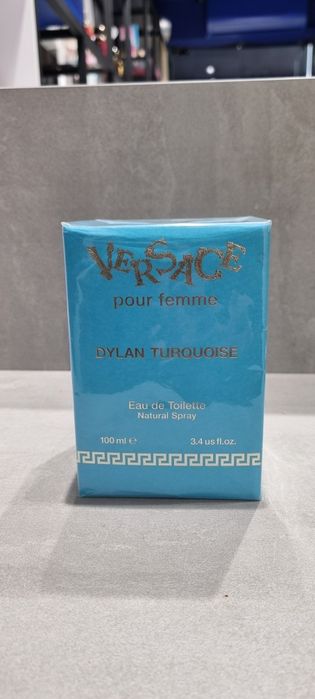 VERSACE
pour femme
DYLAN TURQUOISE
Eau de Toilette
Natural Spray
100 ml ℮ 3.4 us fl.oz.